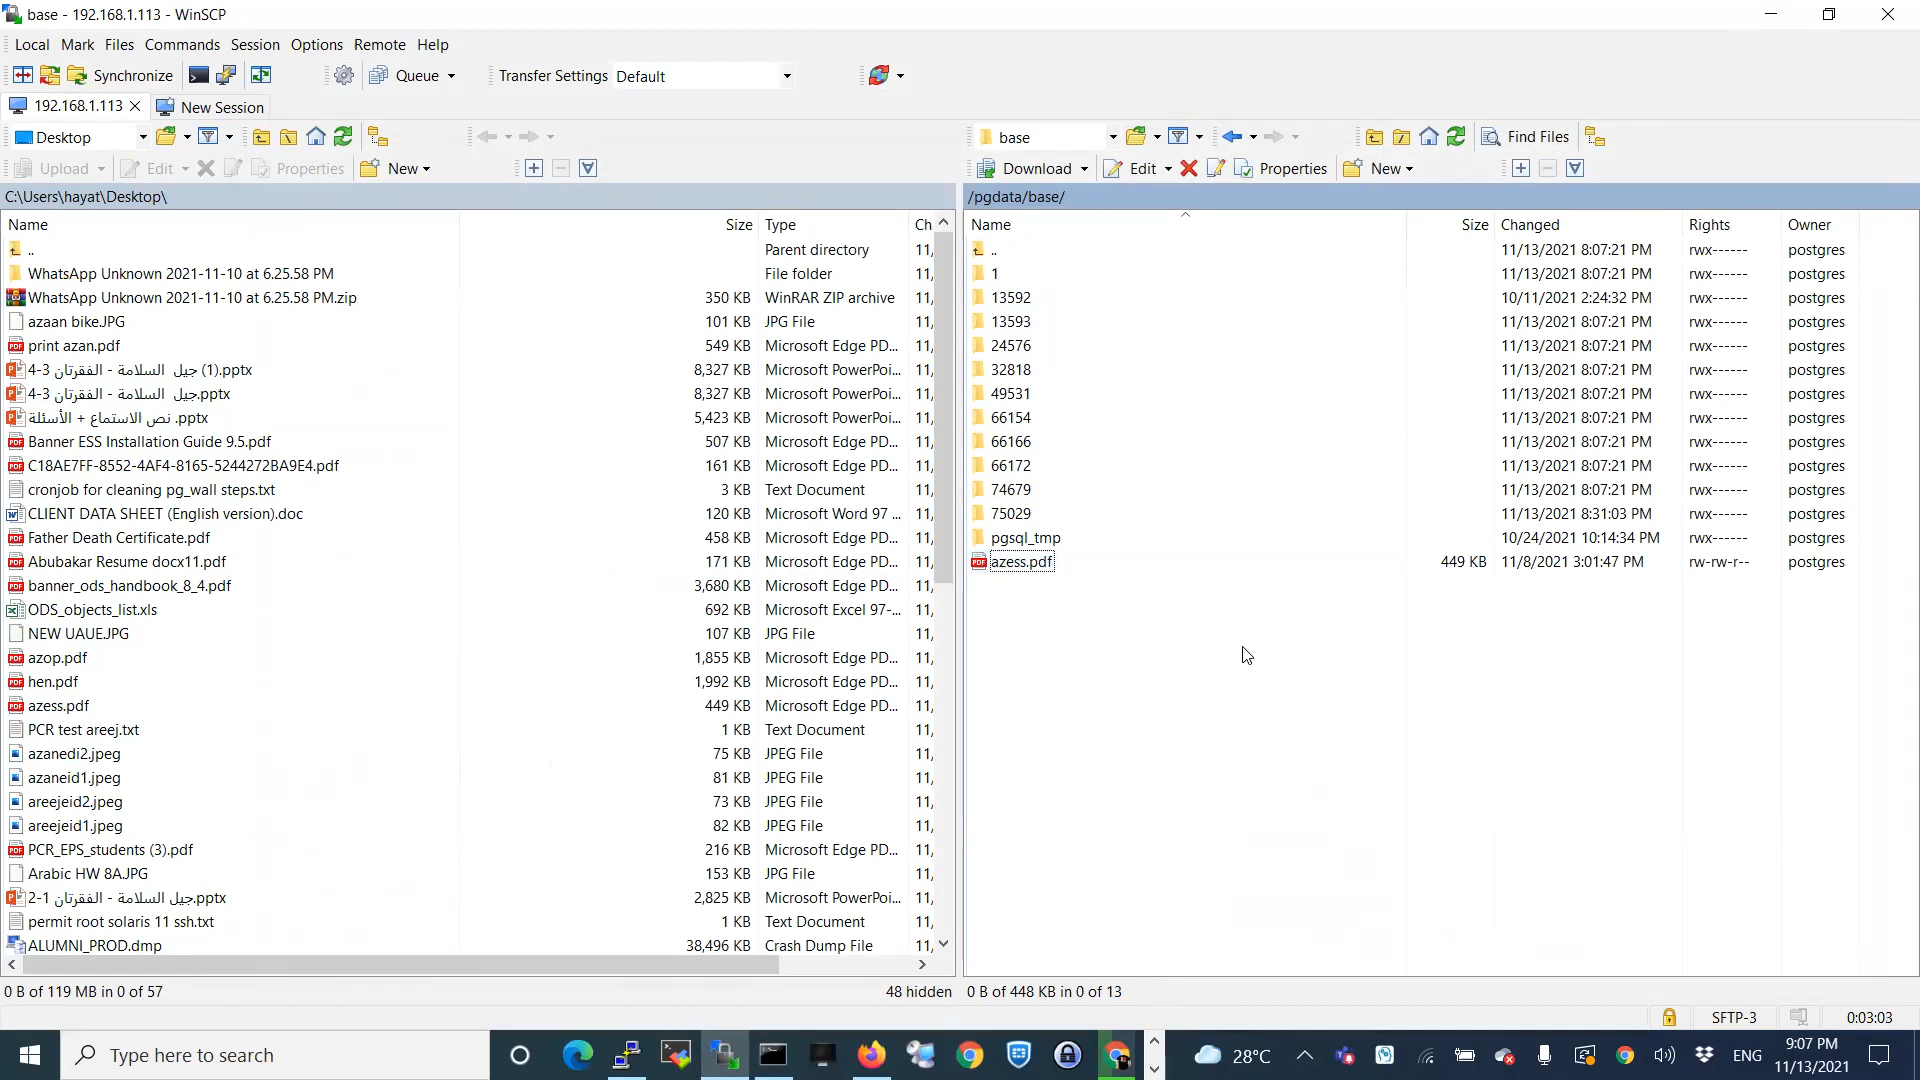 base - 192.168.1.113 - WinSCP
Local Mark Files Commands Session Options Remote Help
Synchronize Queue Transfer Settings Default
192.168.1.113 New Session
Desktop base Find Files
Upload Edit Properties New Download Edit Properties New
C:\Users\hayat\Desktop\ /pgdata/base/
Name Size Type Ch Name Size Changed Rights Owner
.. Parent directory 11,
WhatsApp Unknown 2021-11-10 at 6.25.58 PM File folder 11,
WhatsApp Unknown 2021-11-10 at 6.25.58 PM.zip 350 KB WinRAR ZIP archive 11,
azaan bike.JPG 101 KB JPG File 11,
print azan.pdf 549 KB Microsoft Edge PD... 11,
جيل السلامة - الفقرتان 3-4 (1).pptx 8,327 KB Microsoft PowerPoi... 11,
جيل السلامة - الفقرتان 3-4.pptx 8,327 KB Microsoft PowerPoi... 11,
نص الاستماع + الأسئلة .pptx 5,423 KB Microsoft PowerPoi... 11,
Banner ESS Installation Guide 9.5.pdf 507 KB Microsoft Edge PD... 11,
C18AE7FF-8552-4AF4-8165-5244272BA9E4.pdf 161 KB Microsoft Edge PD... 11,
cronjob for cleaning pg_wall steps.txt 3 KB Text Document 11,
CLIENT DATA SHEET (English version).doc 120 KB Microsoft Word 97 ... 11,
Father Death Certificate.pdf 458 KB Microsoft Edge PD... 11,
Abubakar Resume docx11.pdf 171 KB Microsoft Edge PD... 11,
banner_ods_handbook_8_4.pdf 3,680 KB Microsoft Edge PD... 11,
ODS_objects_list.xls 692 KB Microsoft Excel 97-... 11,
NEW UAUE.JPG 107 KB JPG File 11,
azop.pdf 1,855 KB Microsoft Edge PD... 11,
hen.pdf 1,992 KB Microsoft Edge PD... 11,
azess.pdf 449 KB Microsoft Edge PD... 11,
PCR test areej.txt 1 KB Text Document 11,
azanedi2.jpeg 75 KB JPEG File 11,
azaneid1.jpeg 81 KB JPEG File 11,
areejeid2.jpeg 73 KB JPEG File 11,
areejeid1.jpeg 82 KB JPEG File 11,
PCR_EPS_students (3).pdf 216 KB Microsoft Edge PD... 11,
Arabic HW 8A.JPG 153 KB JPG File 11,
جيل السلامة - الفقرتان 1-2.pptx 2,825 KB Microsoft PowerPoi... 11,
permit root solaris 11 ssh.txt 1 KB Text Document 11,
ALUMNI_PROD.dmp 38,496 KB Crash Dump File 11,
.. 11/13/2021 8:07:21 PM rwx------ postgres
1 11/13/2021 8:07:21 PM rwx------ postgres
13592 10/11/2021 2:24:32 PM rwx------ postgres
13593 11/13/2021 8:07:21 PM rwx------ postgres
24576 11/13/2021 8:07:21 PM rwx------ postgres
32818 11/13/2021 8:07:21 PM rwx------ postgres
49531 11/13/2021 8:07:21 PM rwx------ postgres
66154 11/13/2021 8:07:21 PM rwx------ postgres
66166 11/13/2021 8:07:21 PM rwx------ postgres
66172 11/13/2021 8:07:21 PM rwx------ postgres
74679 11/13/2021 8:07:21 PM rwx------ postgres
75029 11/13/2021 8:31:03 PM rwx------ postgres
pgsql_tmp 10/24/2021 10:14:34 PM rwx------ postgres
azess.pdf 449 KB 11/8/2021 3:01:47 PM rw-rw-r-- postgres
0 B of 119 MB in 0 of 57 48 hidden 0 B of 448 KB in 0 of 13
SFTP-3 0:03:03
Type here to search 28°C ENG 9:07 PM
11/13/2021